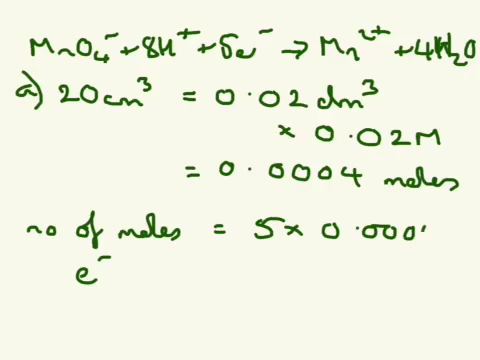 MnO₄⁻ + 8H⁺ + 5e⁻ → Mn²⁺ + 4H₂O
a) 20cm³ = 0.02 dm³
x 0.02M
= 0.0004 moles
no of moles = 5 x 0.000
e⁻